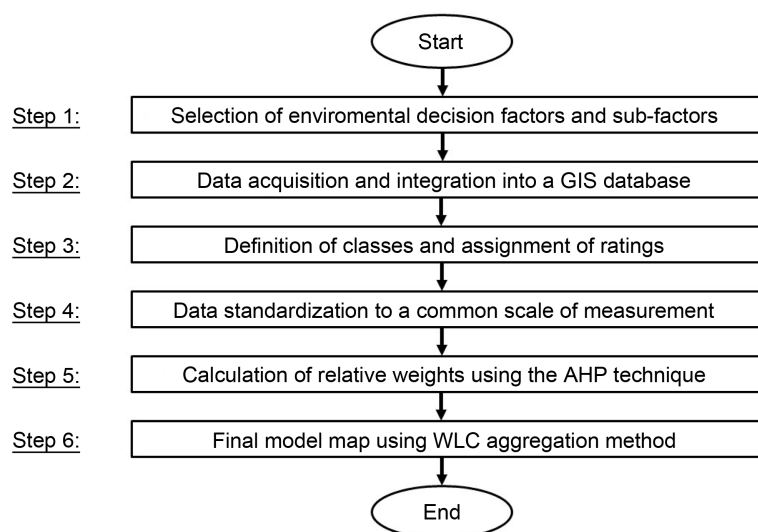 Start
Step 1: Selection of enviromental decision factors and sub-factors
Step 2: Data acquisition and integration into a GIS database
Step 3: Definition of classes and assignment of ratings
Step 4: Data standardization to a common scale of measurement
Step 5: Calculation of relative weights using the AHP technique
Step 6: Final model map using WLC aggregation method
End